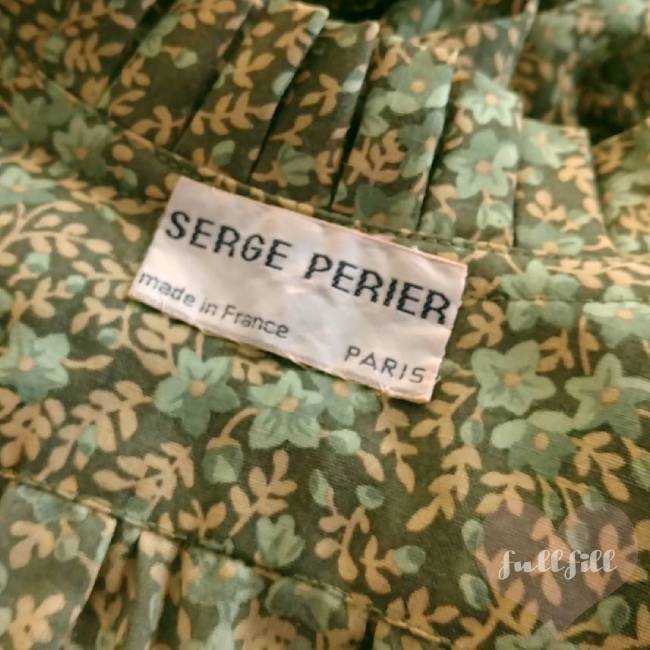 SERGE PERIER
made in France
PARIS
fullfill